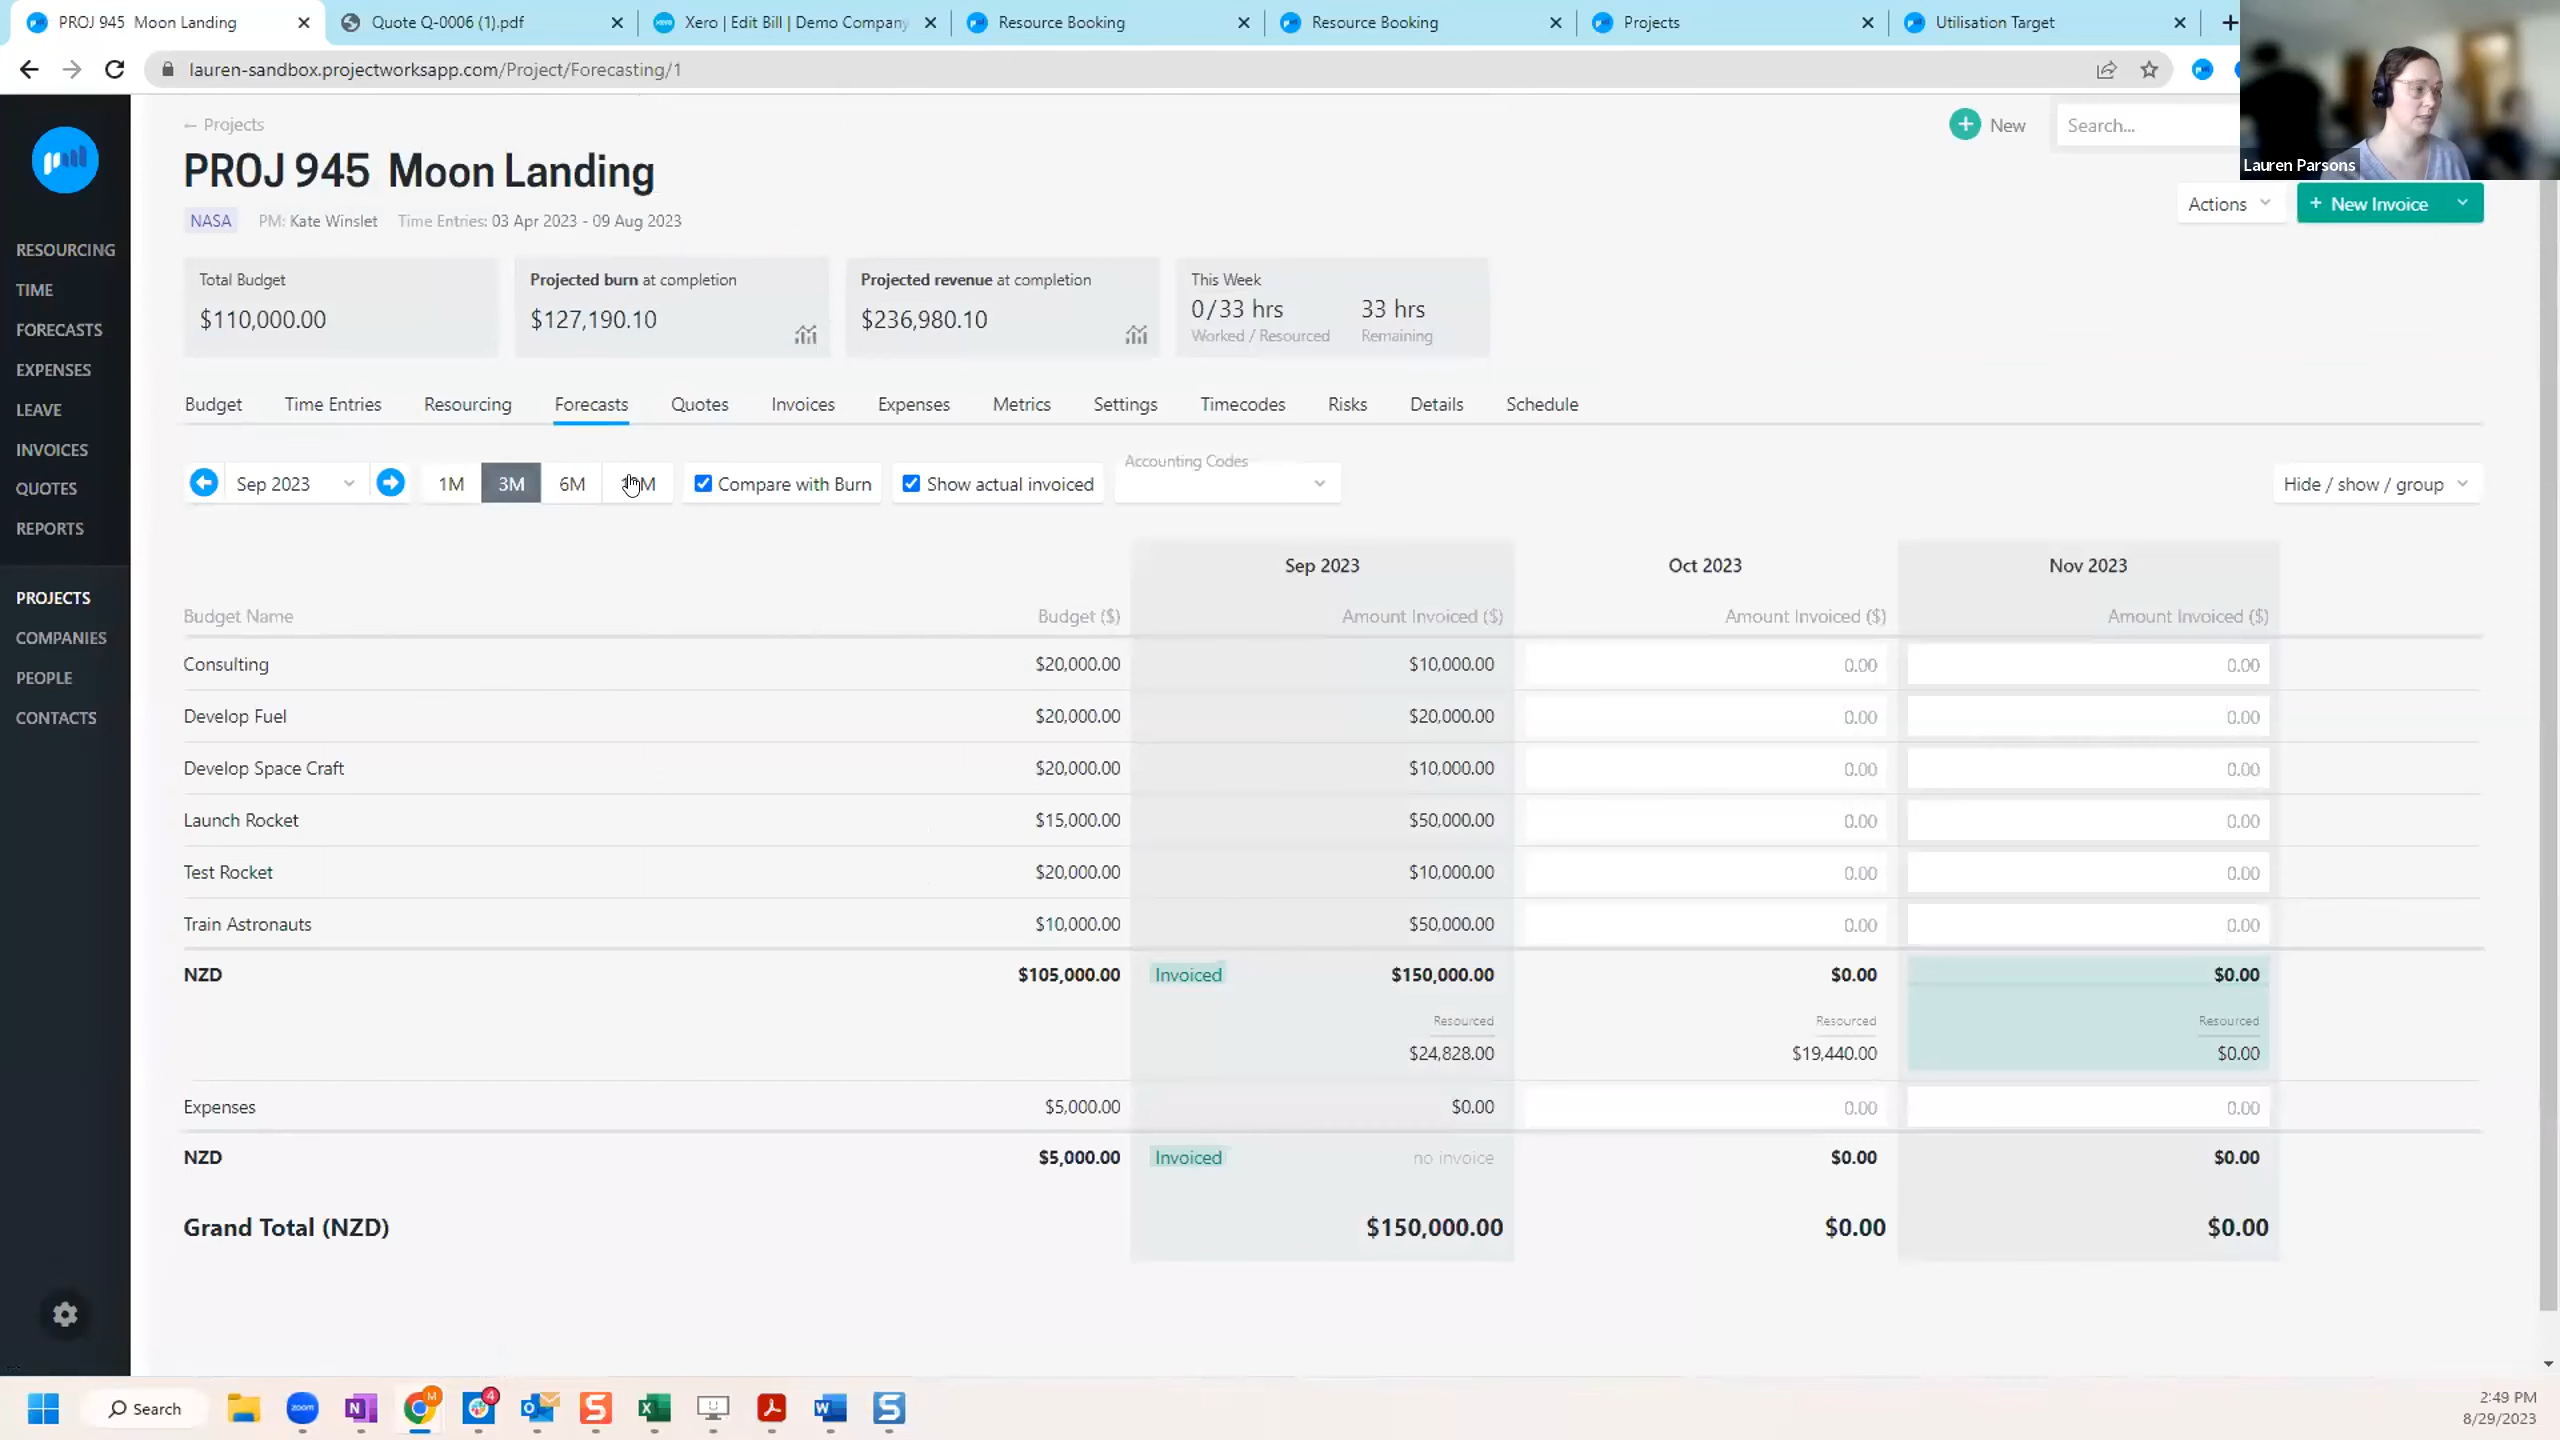 PROJ 945 Moon Landing
Quote Q-0006 (1).pdf
Xero | Edit Bill | Demo Company
Resource Booking
Resource Booking
Projects
Utilisation Target
lauren-sandbox.projectworksapp.com/Project/Forecasting/1
Lauren Parsons
← Projects
New
Search...
PROJ 945 Moon Landing
NASA PM: Kate Winslet Time Entries: 03 Apr 2023 - 09 Aug 2023
Actions
+ New Invoice
RESOURCING
TIME
FORECASTS
EXPENSES
LEAVE
INVOICES
QUOTES
REPORTS
PROJECTS
COMPANIES
PEOPLE
CONTACTS
Total Budget
$110,000.00
Projected burn at completion
$127,190.10
Projected revenue at completion
$236,980.10
This Week
0/33 hrs 33 hrs
Worked / Resourced Remaining
Budget Time Entries Resourcing Forecasts Quotes Invoices Expenses Metrics Settings Timecodes Risks Details Schedule
Sep 2023 1M 3M 6M Compare with Burn Show actual invoiced
Accounting Codes
Hide / show / group
Sep 2023 Oct 2023 Nov 2023
Budget Name Budget ($) Amount Invoiced ($) Amount Invoiced ($) Amount Invoiced ($)
Consulting $20,000.00 $10,000.00 0.00 0.00
Develop Fuel $20,000.00 $20,000.00 0.00 0.00
Develop Space Craft $20,000.00 $10,000.00 0.00 0.00
Launch Rocket $15,000.00 $50,000.00 0.00 0.00
Test Rocket $20,000.00 $10,000.00 0.00 0.00
Train Astronauts $10,000.00 $50,000.00 0.00 0.00
NZD $105,000.00 Invoiced $150,000.00 $0.00 $0.00
Resourced Resourced Resourced
$24,828.00 $19,440.00 $0.00
Expenses $5,000.00 $0.00 0.00 0.00
NZD $5,000.00 Invoiced no invoice $0.00 $0.00
Grand Total (NZD) $150,000.00 $0.00 $0.00
Search
zoom
M
4
2:49 PM
8/29/2023